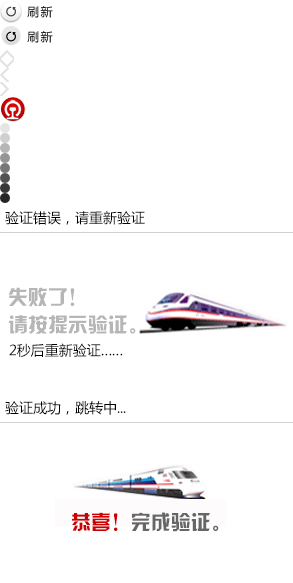 刷新
刷新
验证错误，请重新验证
失败了！
请按提示验证。
2秒后重新验证......
验证成功，跳转中...
恭喜！完成验证。